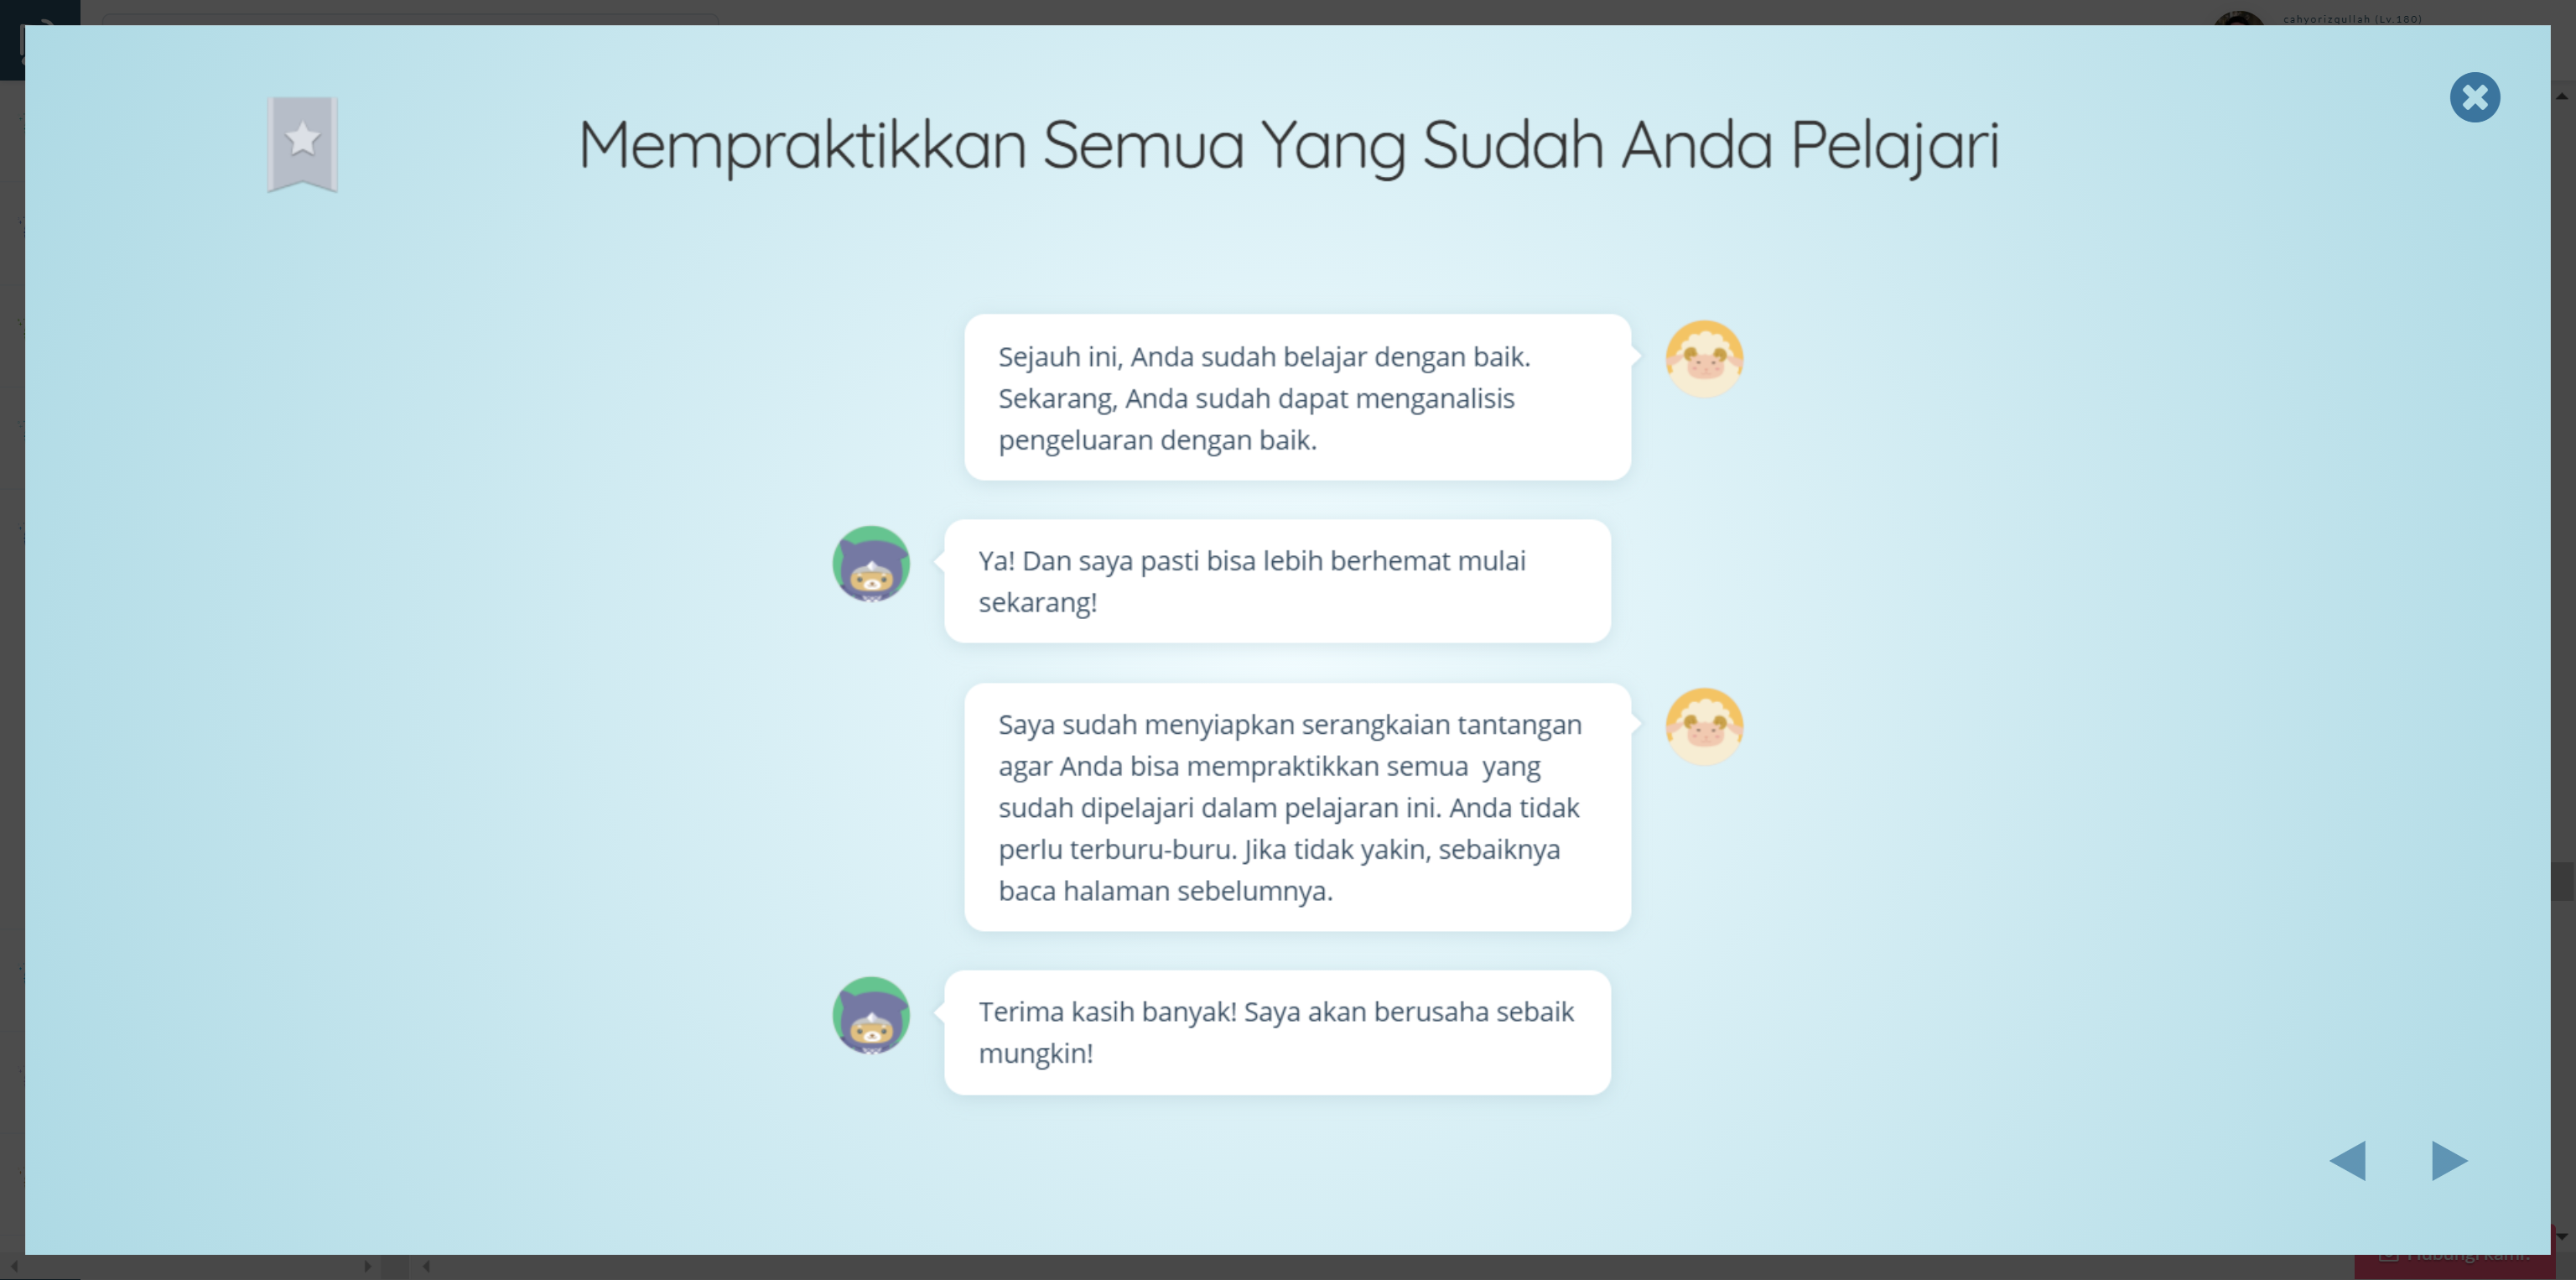 cahyorizqullah (Lv.180)
Mempraktikkan Semua Yang Sudah Anda Pelajari
Sejauh ini, Anda sudah belajar dengan baik.
Sekarang, Anda sudah dapat menganalisis
pengeluaran dengan baik.
Ya! Dan saya pasti bisa lebih berhemat mulai
sekarang!
Saya sudah menyiapkan serangkaian tantangan
agar Anda bisa mempraktikkan semua  yang
sudah dipelajari dalam pelajaran ini. Anda tidak
perlu terburu-buru. Jika tidak yakin, sebaiknya
baca halaman sebelumnya.
Terima kasih banyak! Saya akan berusaha sebaik
mungkin!